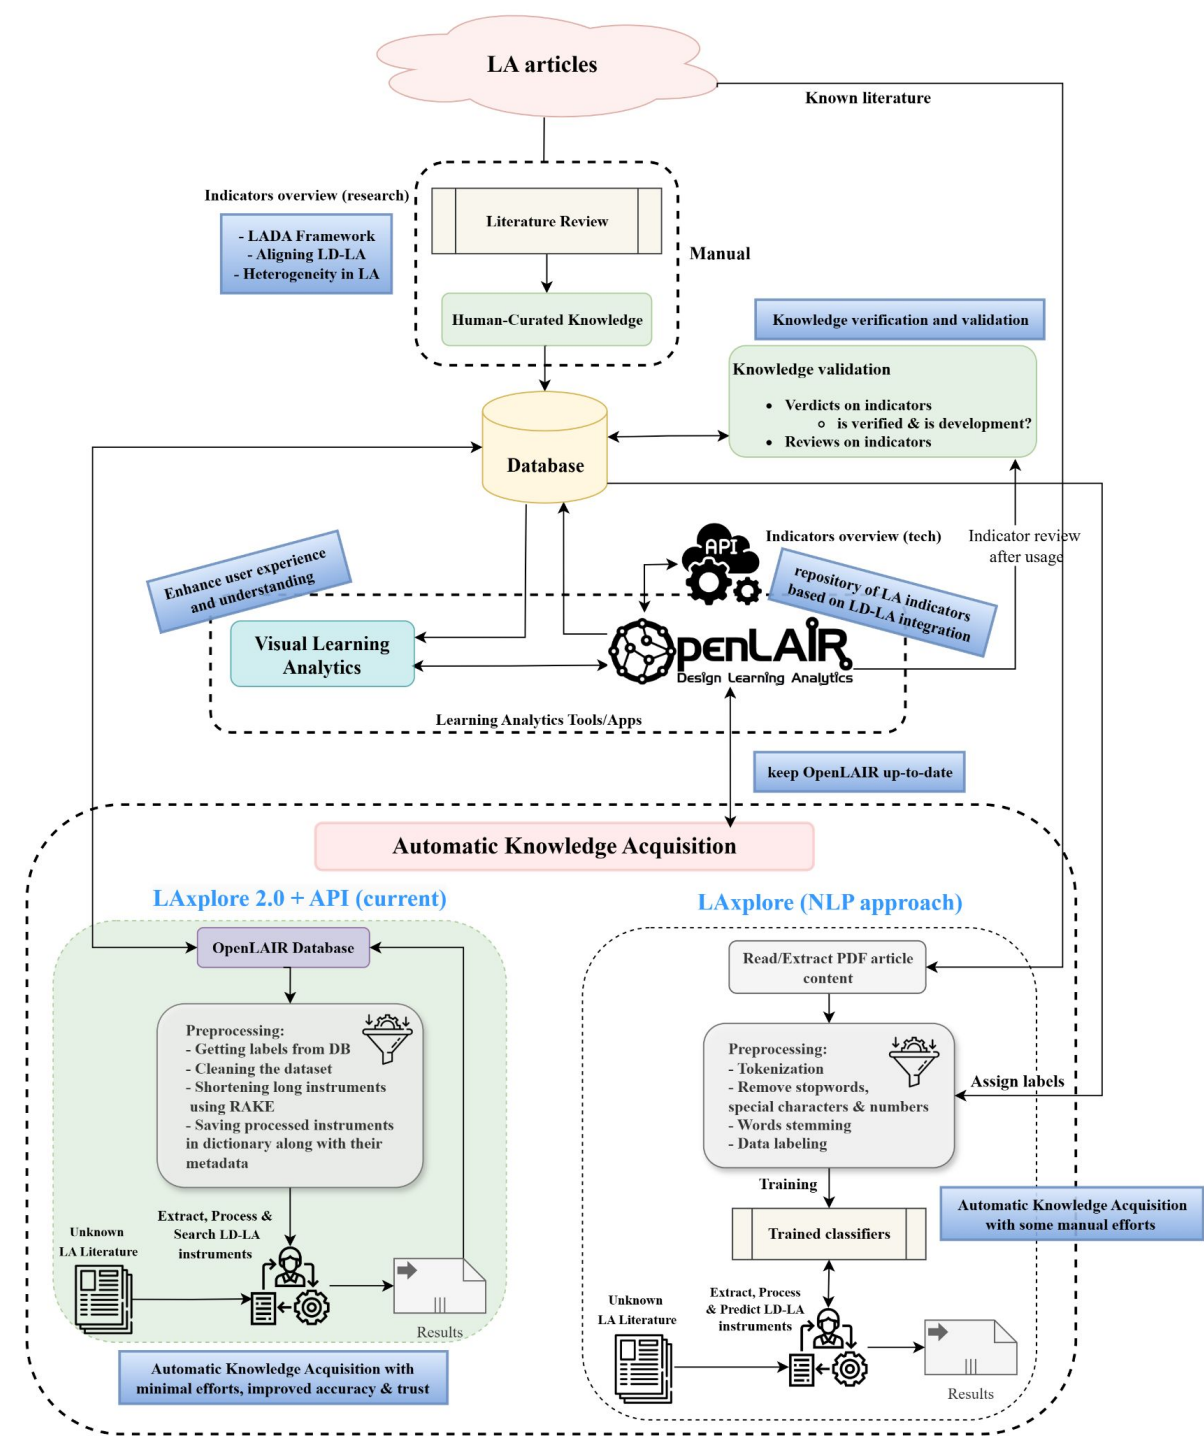 LA articles
Known literature
Indicators overview (research)
- LADA Framework
- Aligning LD-LA
- Heterogeneity in LA
Literature Review
Manual
Human-Curated Knowledge
Knowledge verification and validation
Knowledge validation
• Verdicts on indicators
○ is verified & is development?
• Reviews on indicators
Database
API
Indicators overview (tech)
Indicator review
after usage
repository of LA indicators
based on LD-LA integration
Enhance user experience
and understanding
Visual Learning
Analytics
OpenLAIR
Design Learning Analytics
Learning Analytics Tools/Apps
keep OpenLAIR up-to-date
Automatic Knowledge Acquisition
LAxplore 2.0 + API (current)
OpenLAIR Database
Preprocessing:
- Getting labels from DB
- Cleaning the dataset
- Shortening long instruments
using RAKE
- Saving processed instruments
in dictionary along with their
metadata
Extract, Process &
Search LD-LA
instruments
Unknown
LA Literature
Results
Automatic Knowledge Acquisition with
minimal efforts, improved accuracy & trust
LAxplore (NLP approach)
Read/Extract PDF article
content
Preprocessing:
- Tokenization
- Remove stopwords,
special characters & numbers
- Words stemming
- Data labeling
Assign labels
Training
Trained classifiers
Automatic Knowledge Acquisition
with some manual efforts
Extract, Process
& Predict LD-LA
instruments
Unknown
LA Literature
Results